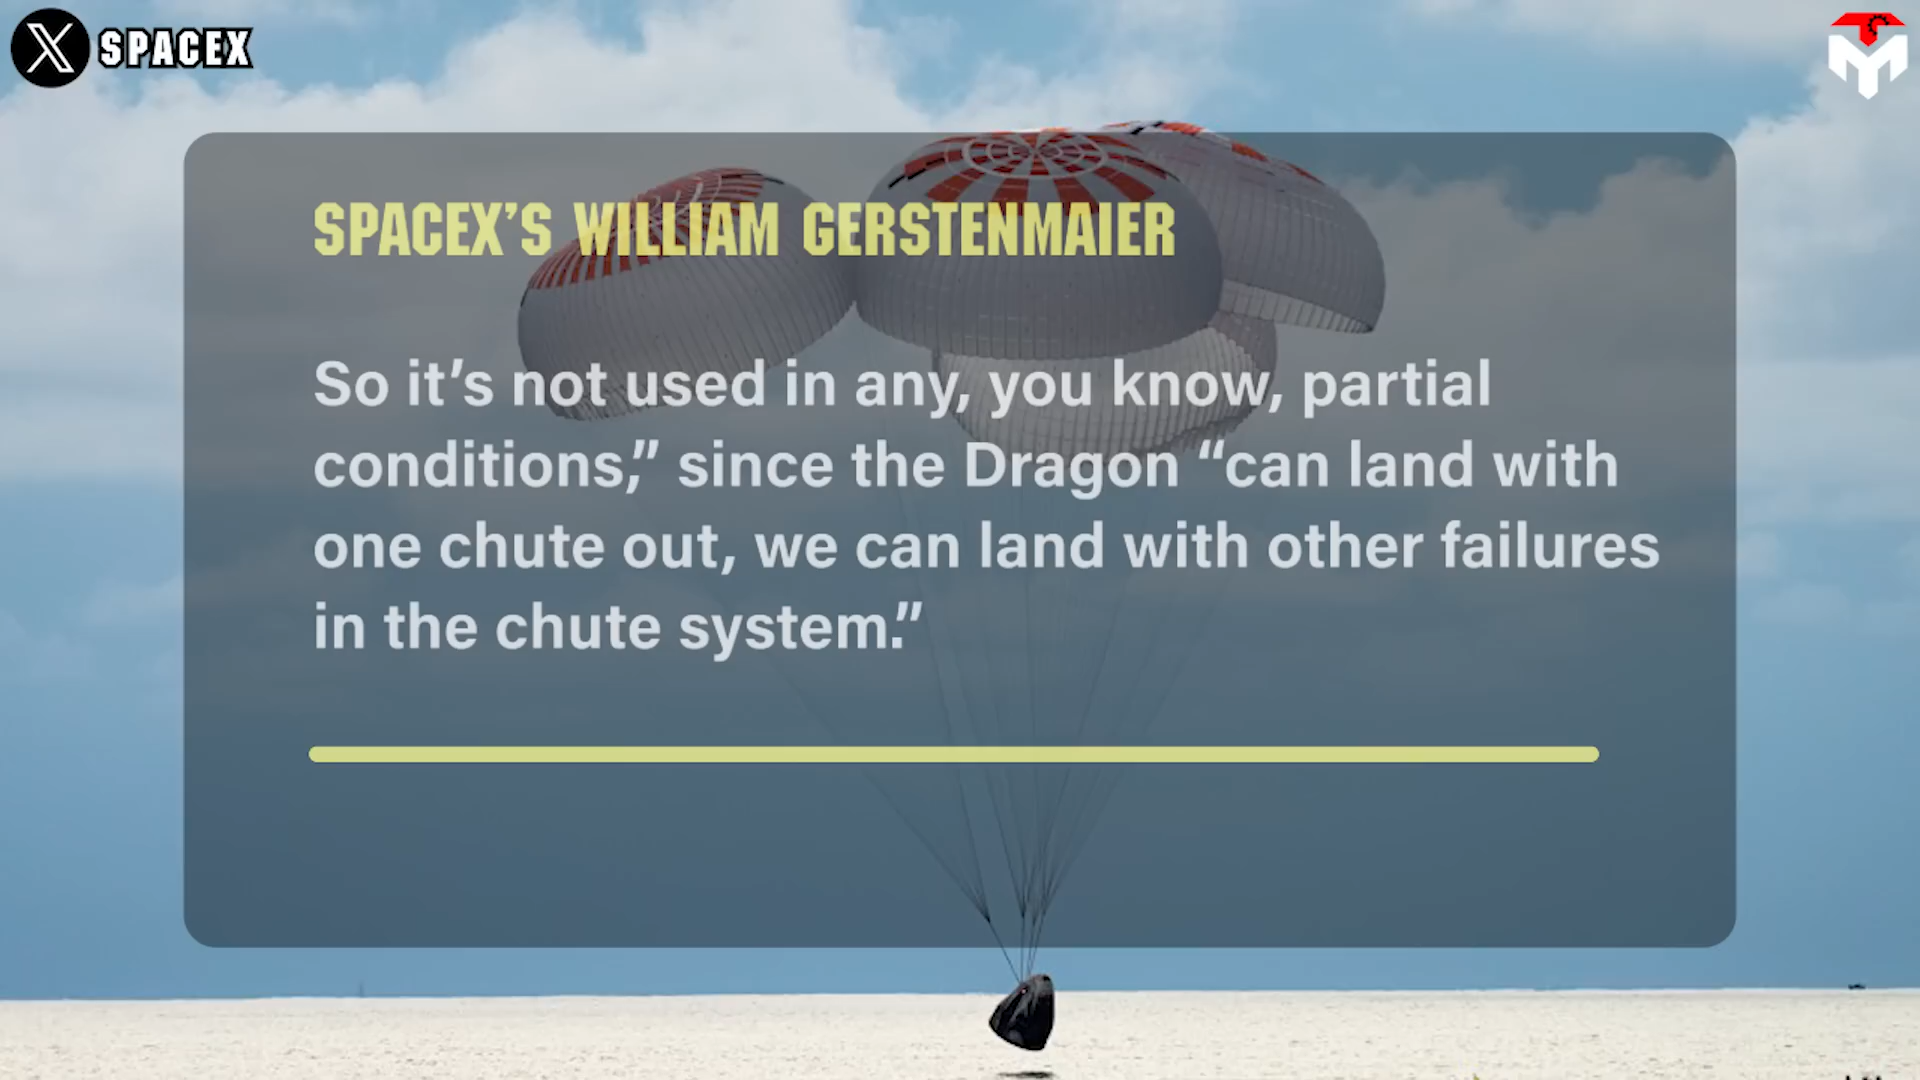 SPACEX
SPACEX’S WILLIAM GERSTENMAIER
So it’s not used in any, you know, partial
conditions,” since the Dragon “can land with
one chute out, we can land with other failures
in the chute system.”